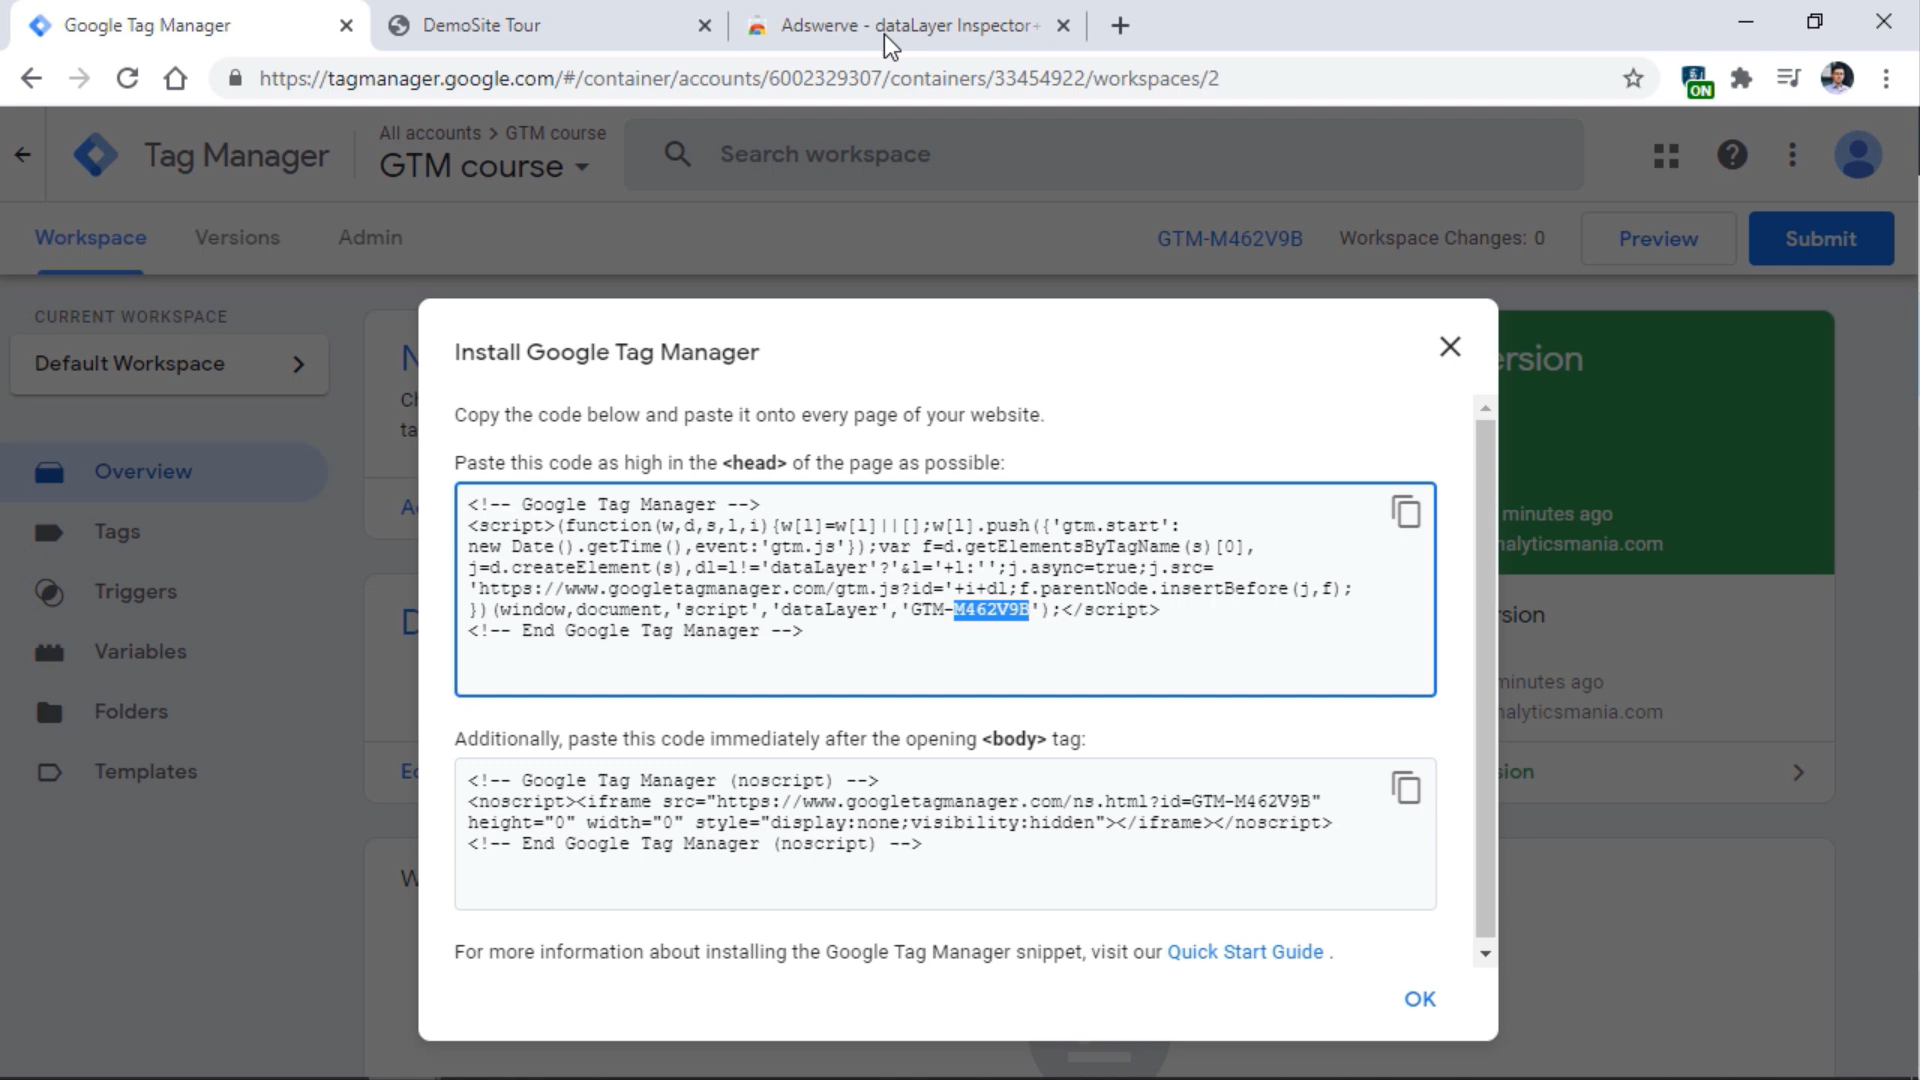 Google Tag Manager
DemoSite Tour
Adswerve - dataLayer Inspector+
https://tagmanager.google.com/#/container/accounts/6002329307/containers/33454922/workspaces/2
ON
Tag Manager
All accounts > GTM course
GTM course
Search workspace
Workspace
Versions
Admin
GTM-M462V9B
Workspace Changes: 0
Preview
Submit
CURRENT WORKSPACE
Default Workspace
Overview
Tags
Triggers
Variables
Folders
Templates
Install Google Tag Manager
Copy the code below and paste it onto every page of your website.
Paste this code as high in the <head> of the page as possible:
<!-- Google Tag Manager -->
<script>(function(w,d,s,l,i){w[l]=w[l]||[];w[l].push({'gtm.start':
new Date().getTime(),event:'gtm.js'});var f=d.getElementsByTagName(s)[0],
j=d.createElement(s),dl=l!='dataLayer'?'&l='+l:'';j.async=true;j.src=
'https://www.googletagmanager.com/gtm.js?id='+i+dl;f.parentNode.insertBefore(j,f);
})(window,document,'script','dataLayer','GTM-M462V9B');</script>
<!-- End Google Tag Manager -->
Additionally, paste this code immediately after the opening <body> tag:
<!-- Google Tag Manager (noscript) -->
<noscript><iframe src="https://www.googletagmanager.com/ns.html?id=GTM-M462V9B"
height="0" width="0" style="display:none;visibility:hidden"></iframe></noscript>
<!-- End Google Tag Manager (noscript) -->
For more information about installing the Google Tag Manager snippet, visit our Quick Start Guide .
OK
ersion
minutes ago
nalyticsmania.com
sion
minutes ago
nalyticsmania.com
sion